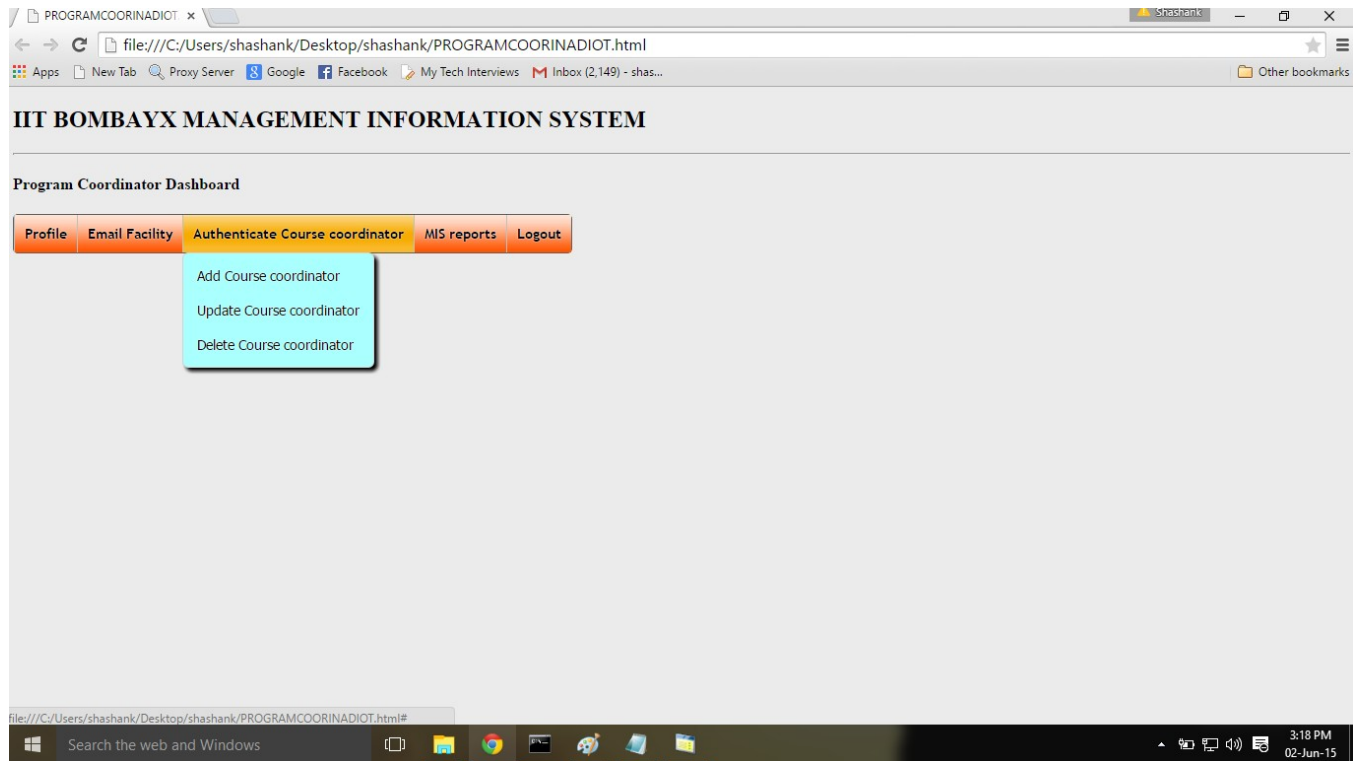 PROGRAMCOORINADIOT
Shashank
file:///C:/Users/shashank/Desktop/shashank/PROGRAMCOORINADIOT.html
Apps New Tab Proxy Server Google Facebook My Tech Interviews Inbox (2,149) - shas... Other bookmarks
IIT BOMBAYX MANAGEMENT INFORMATION SYSTEM
Program Coordinator Dashboard
Profile Email Facility Authenticate Course coordinator MIS reports Logout
Add Course coordinator
Update Course coordinator
Delete Course coordinator
file:///C:/Users/shashank/Desktop/shashank/PROGRAMCOORINADIOT.html#
Search the web and Windows
3:18 PM
02-Jun-15